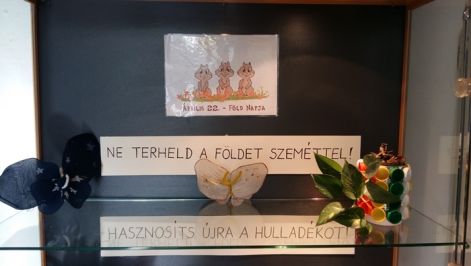 ÁPRILIS 22. - FÖLD NAPJA
NE TERHELD A FÖLDET SZEMÉTTEL!
HASZNOSÍTS ÚJRA A HULLADÉKOT!